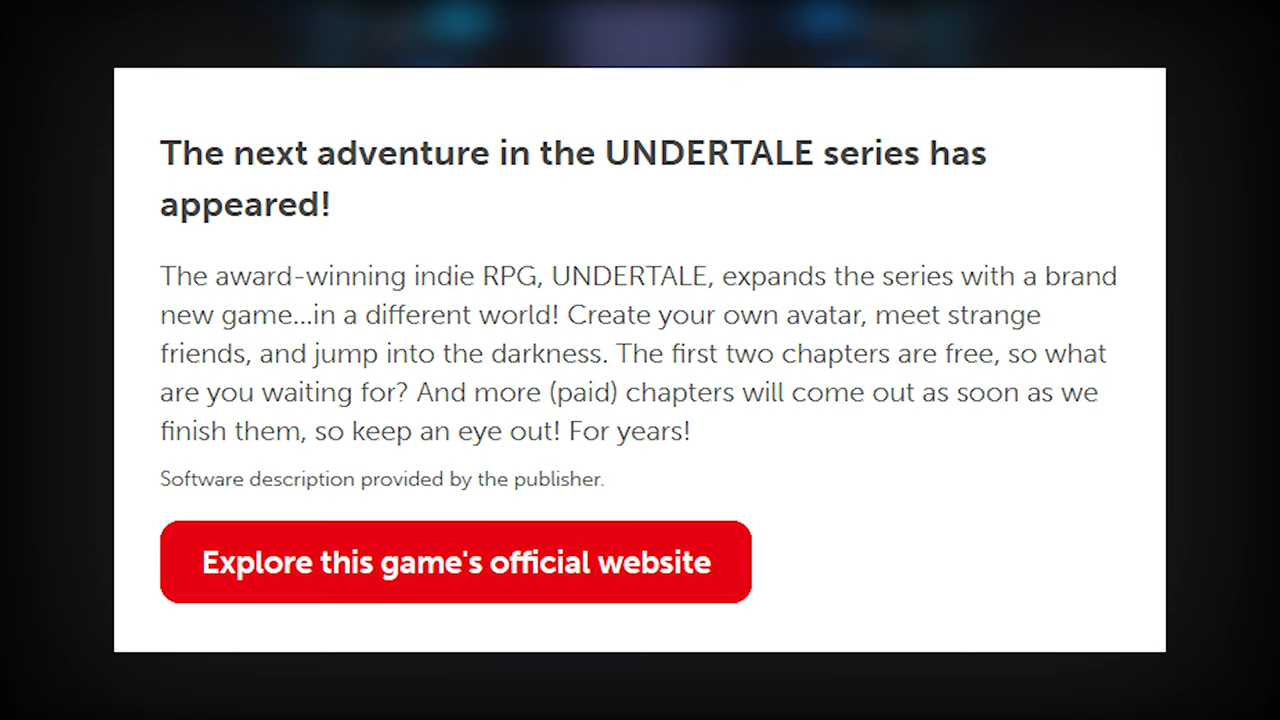 The next adventure in the UNDERTALE series has
appeared!
The award-winning indie RPG, UNDERTALE, expands the series with a brand
new game...in a different world! Create your own avatar, meet strange
friends, and jump into the darkness. The first two chapters are free, so what
are you waiting for? And more (paid) chapters will come out as soon as we
finish them, so keep an eye out! For years!
Software description provided by the publisher.
Explore this game's official website